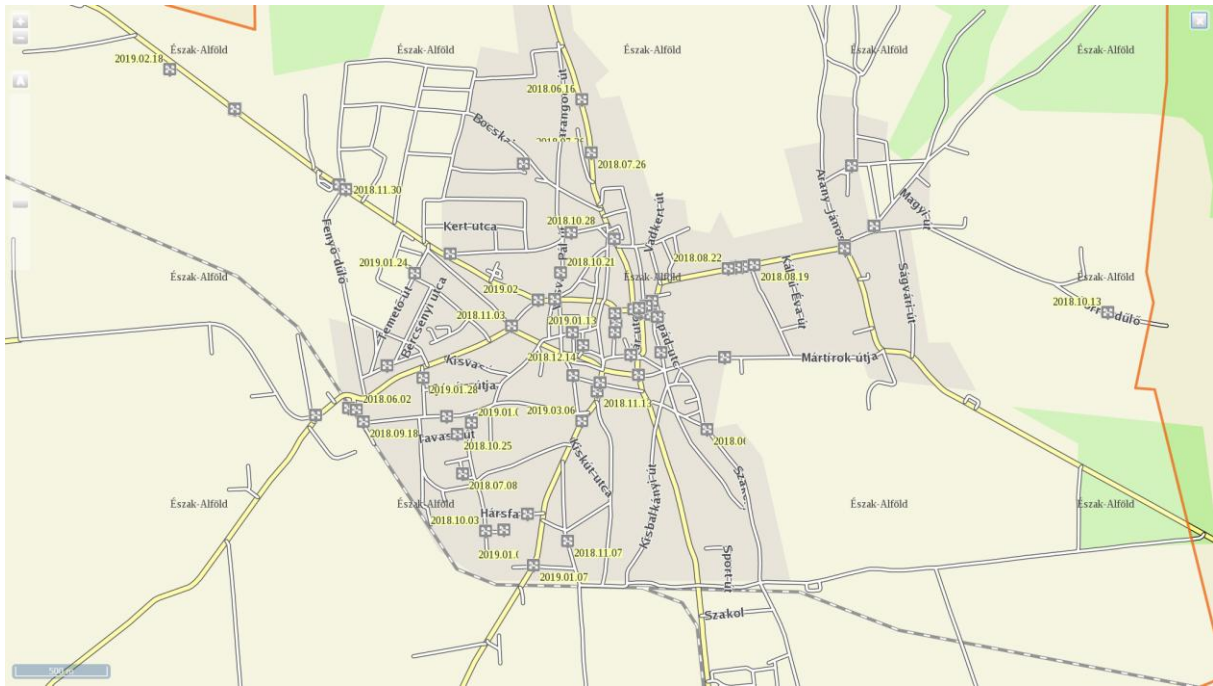 Észak-Alföld
Észak-Alföld
Észak-Alföld
Észak-Alföld
Észak-Alföld
2019.02.18
2018.06.16
2018.07.26
2018.11.30
Kert-utca
2018.10.28
Vadkert-út
Arany-János
Magyi-út
Fenyő-dűlő
2019.01.24
2018.10.21
2018.08.22
2018.08.19
Káldi-Éva-út
Ságvári-út
Észak-Alföld
Észak-Alföld
Észak-Alföld
Észak-Alföld
2018.10.13
Temető-út
Bercsenyi utca
2018.11.03
2019.01.13
2018.12.14
Mártírok-útja
2019.01.28
2018.06.02
2018.09.18
2019.03.06
2018.11.13
2018.10.25
2018.07.08
Kiskút-utca
Kisbalkányi-út
Észak-Alföld
Észak-Alföld
Észak-Alföld
Észak-Alföld
2018.10.03
Hársfa
2018.11.07
2019.01.07
Sport-út
Szakol